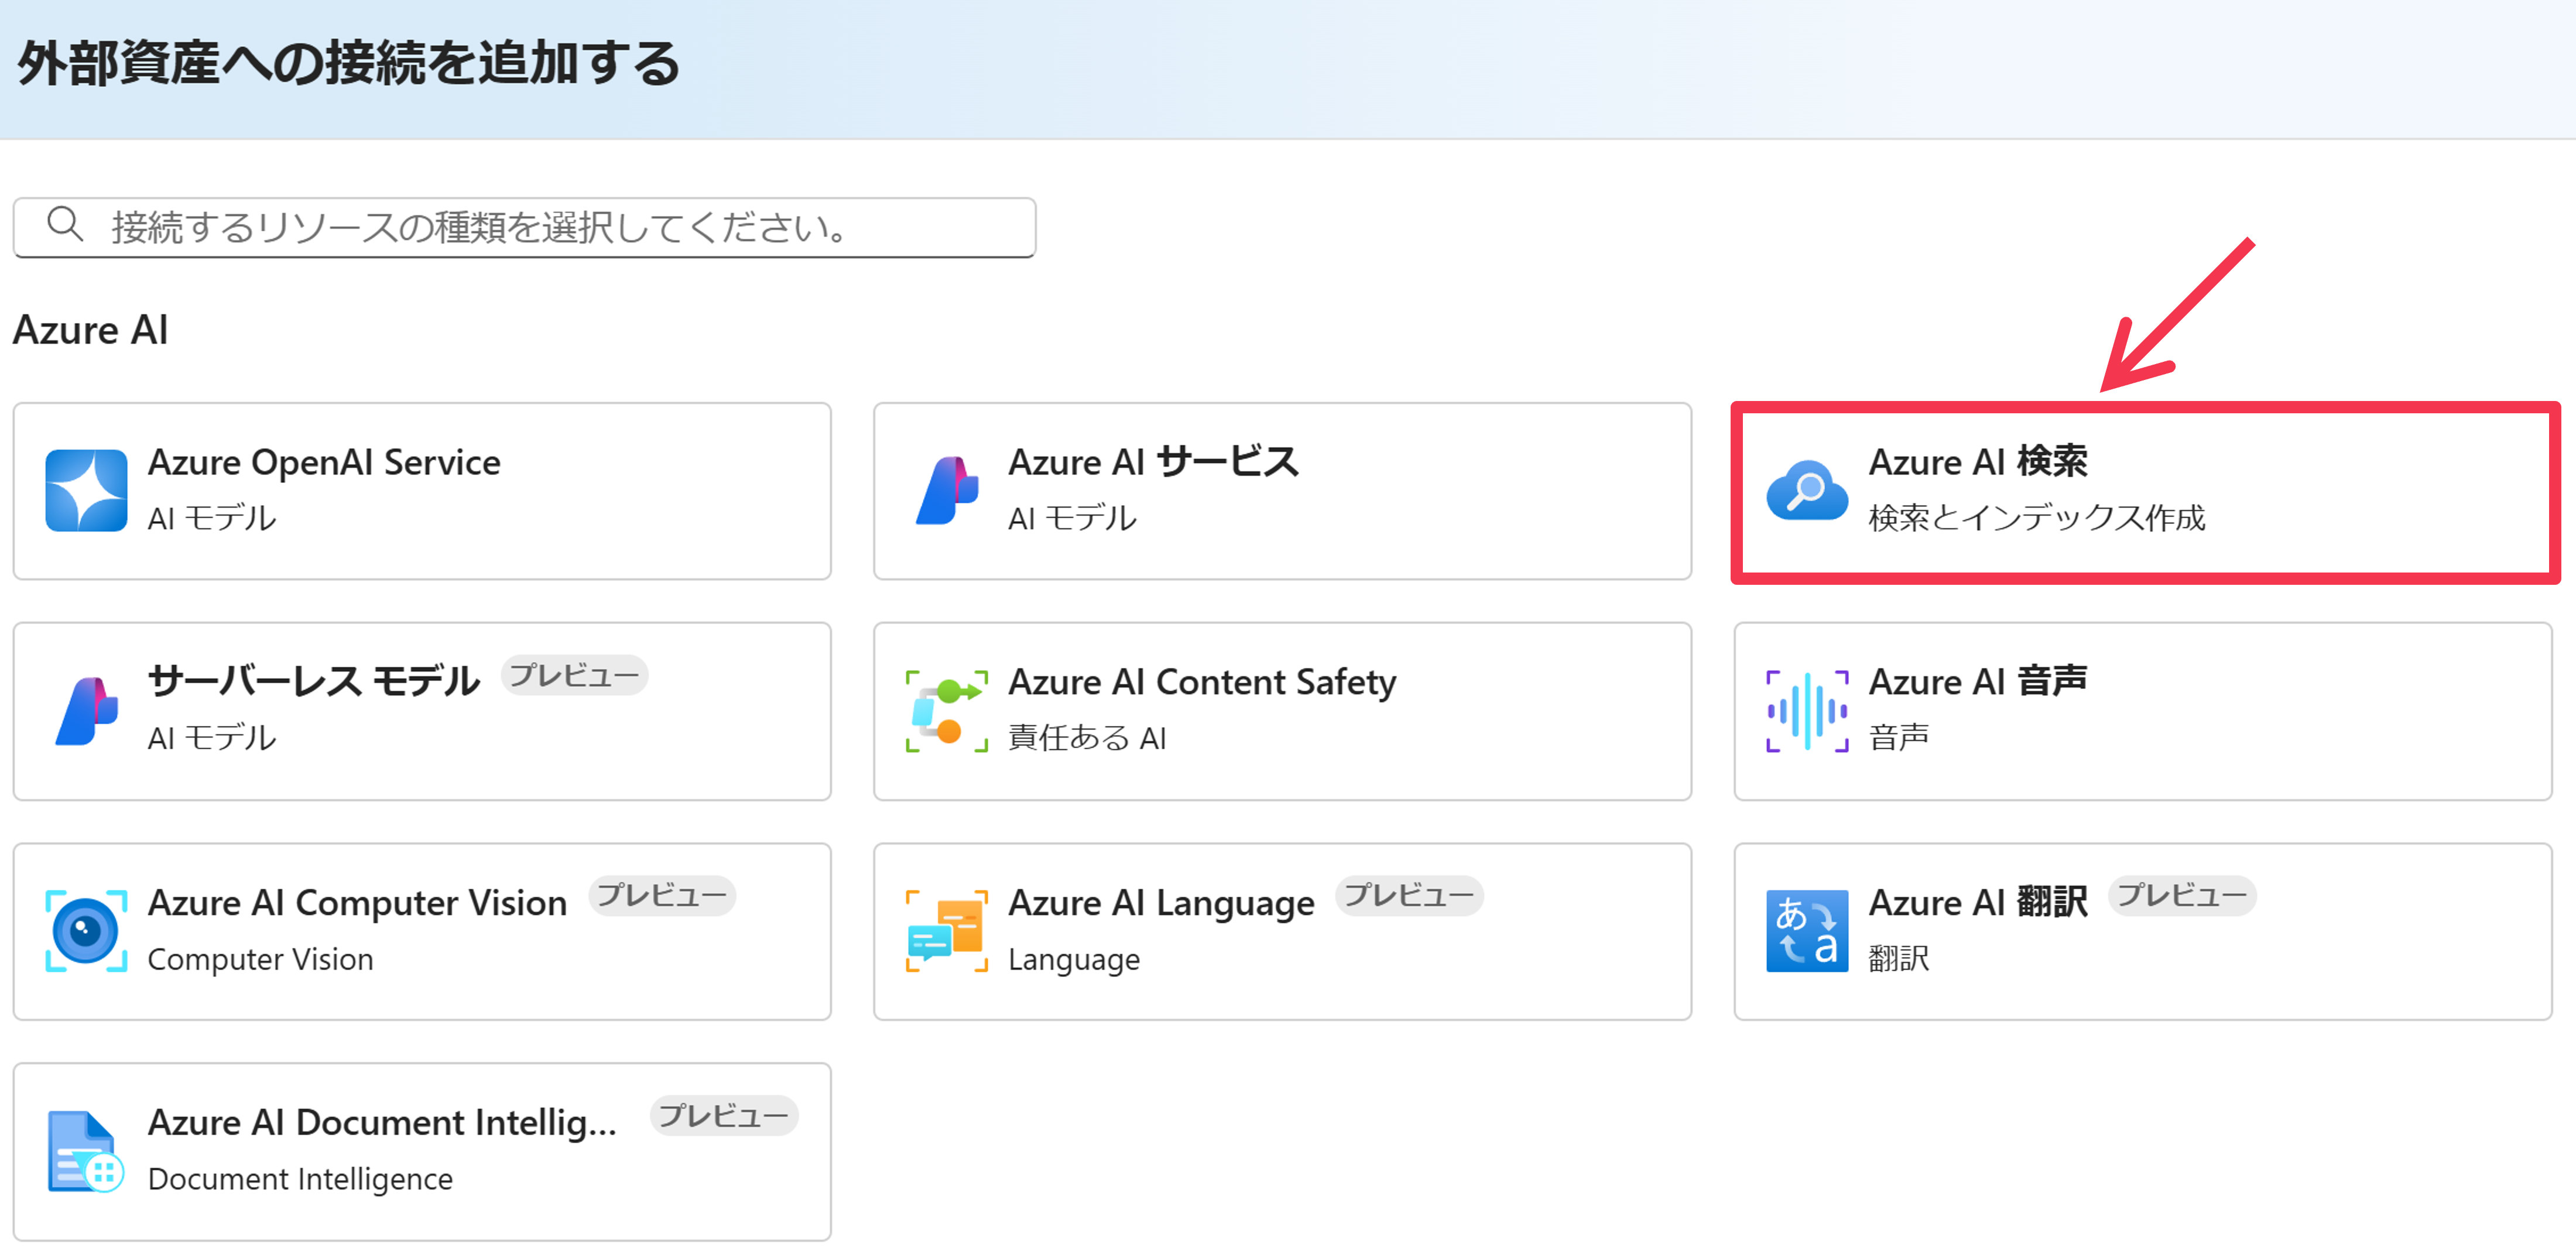 外部資産への接続を追加する
接続するリソースの種類を選択してください。
Azure AI
Azure OpenAI Service
AI モデル
Azure AI サービス
AI モデル
Azure AI 検索
検索とインデックス作成
サーバーレス モデル プレビュー
AI モデル
Azure AI Content Safety
責任ある AI
Azure AI 音声
音声
Azure AI Computer Vision プレビュー
Computer Vision
Azure AI Language プレビュー
Language
Azure AI 翻訳 プレビュー
翻訳
あ
a
Azure AI Document Intellig... プレビュー
Document Intelligence